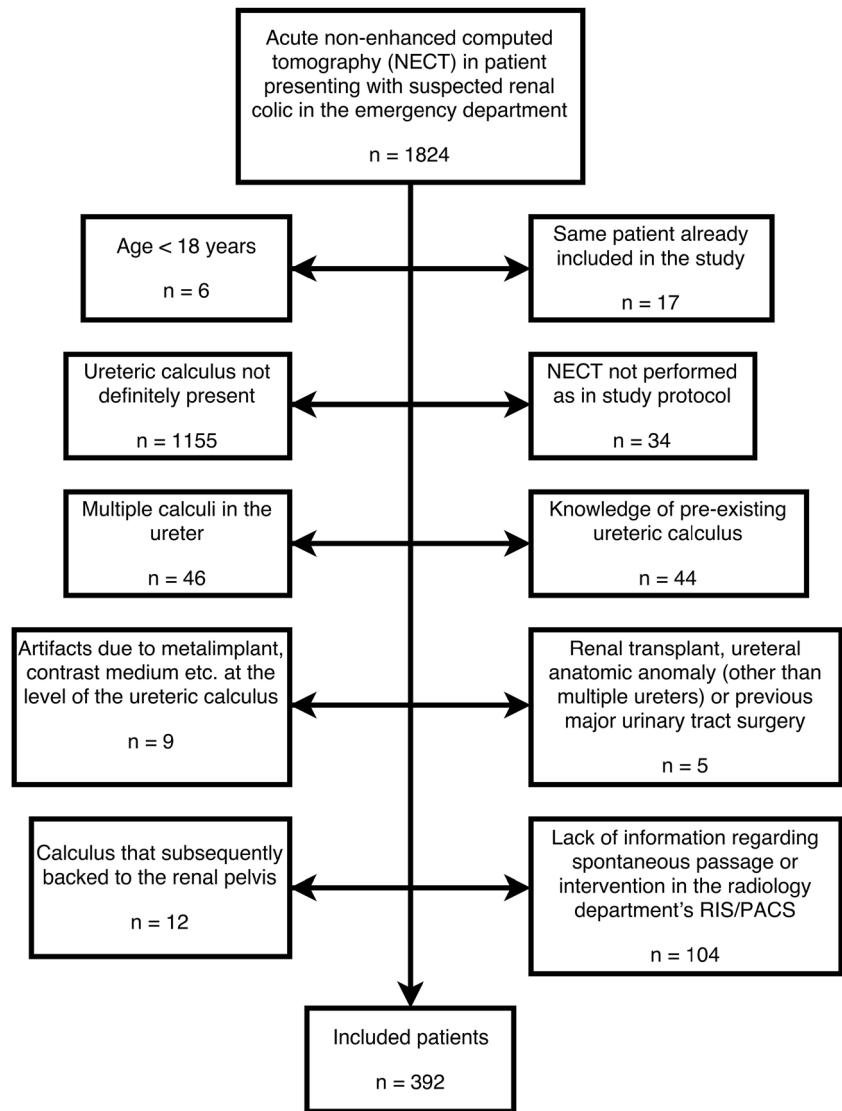 Acute non-enhanced computed
tomography (NECT) in patient
presenting with suspected renal
colic in the emergency department
n = 1824
Age < 18 years
n = 6
Same patient already
included in the study
n = 17
Ureteric calculus not
definitely present
n = 1155
NECT not performed
as in study protocol
n = 34
Multiple calculi in the
ureter
n = 46
Knowledge of pre-existing
ureteric calculus
n = 44
Artifacts due to metalimplant,
contrast medium etc. at the
level of the ureteric calculus
n = 9
Renal transplant, ureteral
anatomic anomaly (other than
multiple ureters) or previous
major urinary tract surgery
n = 5
Calculus that subsequently
backed to the renal pelvis
n = 12
Lack of information regarding
spontaneous passage or
intervention in the radiology
department's RIS/PACS
n = 104
Included patients
n = 392